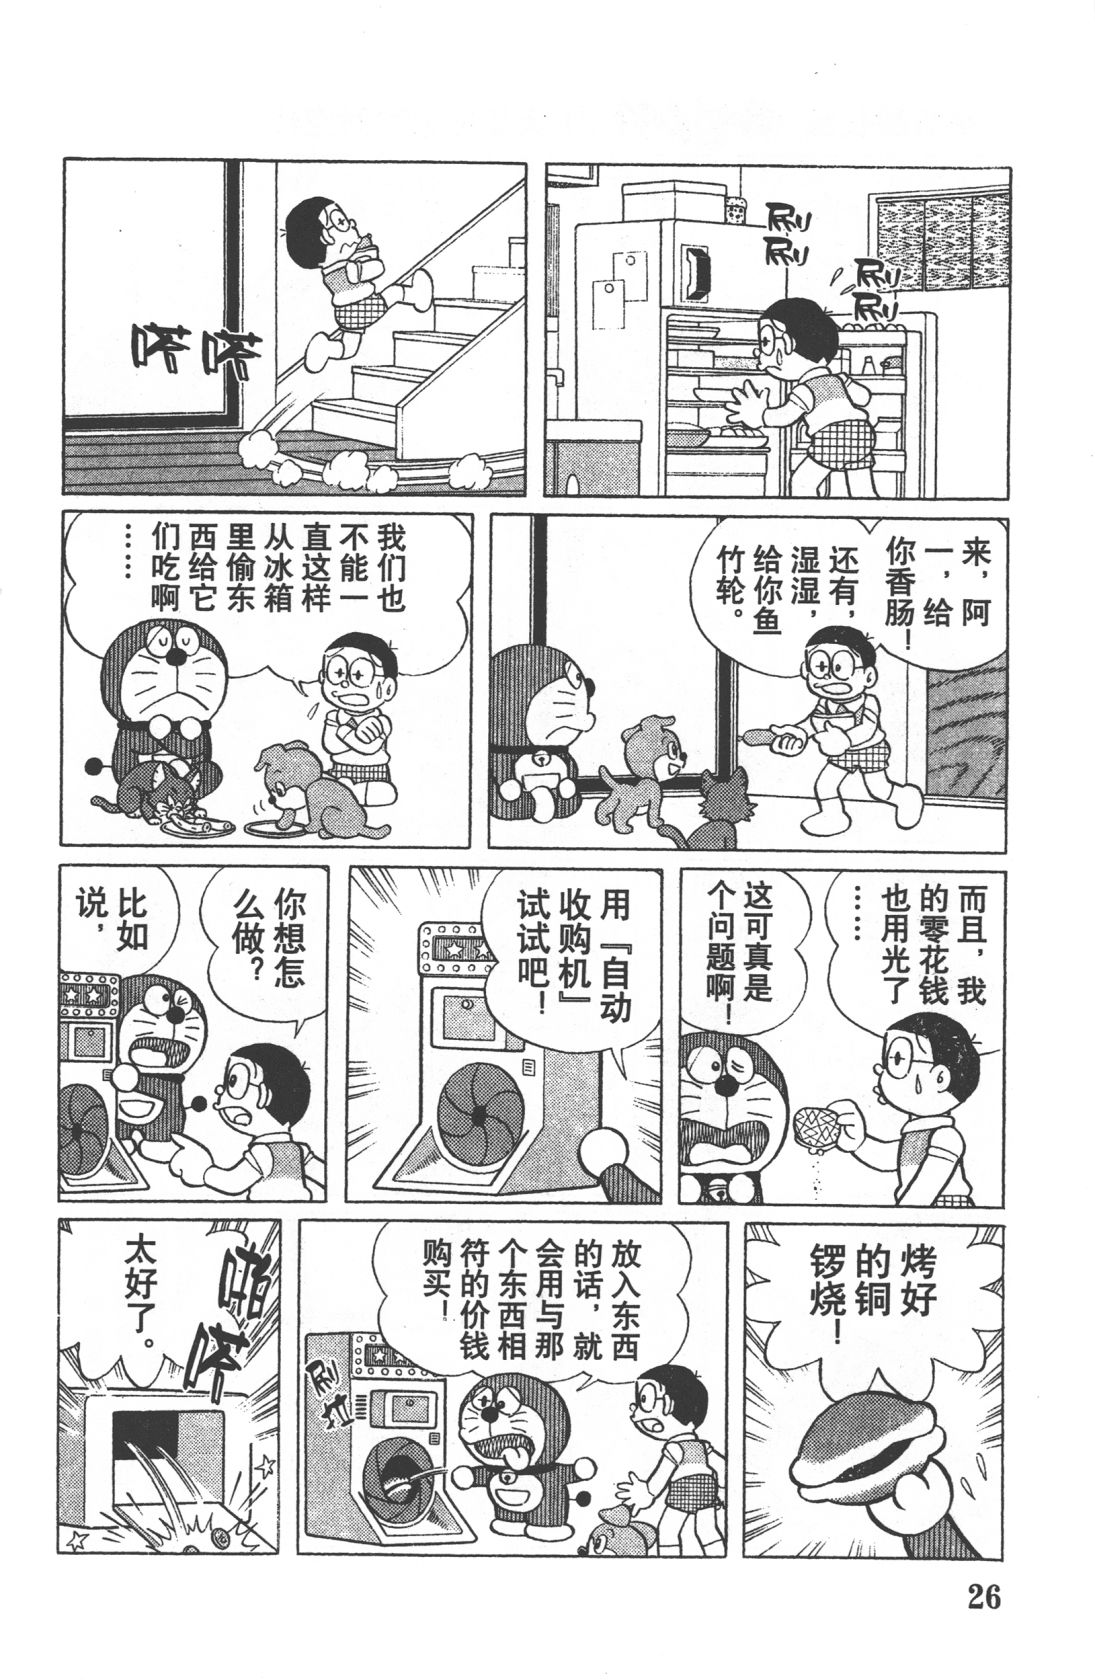 刷刷
刷刷
答答
来，阿
一，给
你香肠！
还有，
湿湿，
给你鱼
竹轮。
我们也
不能一
直这样
从冰箱
里偷东
西给它
们吃啊
……
而且，我
的零花钱
也用光了
……
这可真是
个问题啊！
用『自动
收购机』
试试吧！
你想怎
么做？
比如
说，
烤好
的铜
锣烧！
放入东西
的话，就
会用与那
个东西相
符的价钱
购买！
刷
拉
太好了。
26